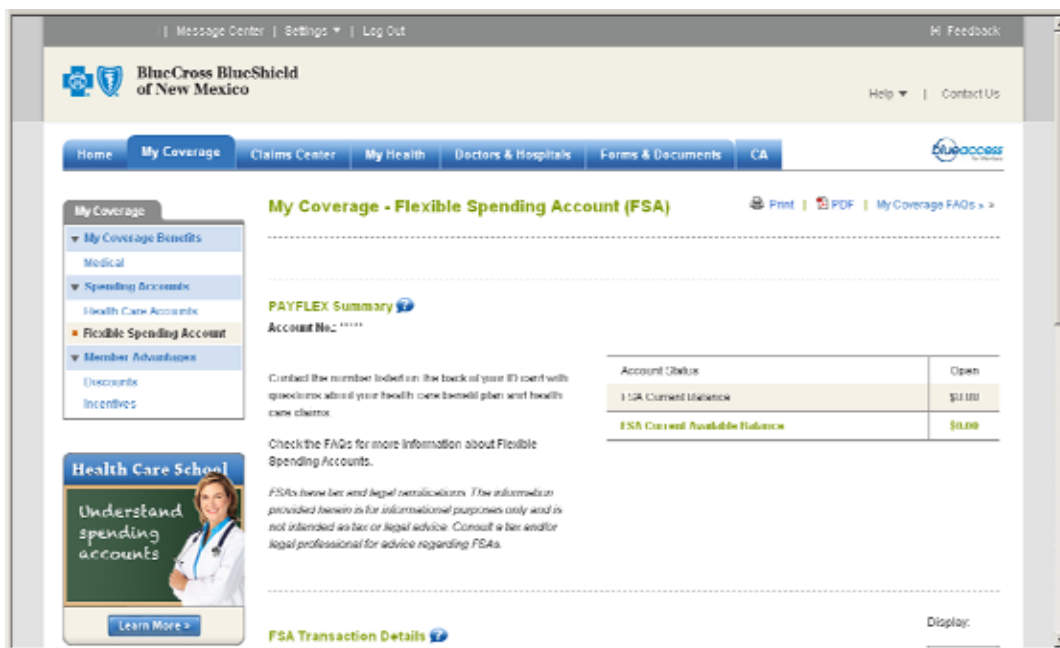 | Message Center | Settings ▼ | Log Out
[+] Feedback
BlueCross BlueShield
of New Mexico
Help ▼ | Contact Us
Home
My Coverage
Claims Center
My Health
Doctors & Hospitals
Forms & Documents
CA
blueaccess
for Members
My Coverage
My Coverage Benefits
Medical
Spending Accounts
Health Care Accounts
Flexible Spending Account
Member Advantages
Discounts
Incentives
Health Care School
Understand
spending
accounts
Learn More »
My Coverage - Flexible Spending Account (FSA)
Print | PDF | My Coverage FAQs » »
PAYFLEX Summary ?
Account No.: *****
Contact the number listed on the back of your ID card with
questions about your health care benefit plan and health
care claims.
Check the FAQs for more information about Flexible
Spending Accounts.
FSAs have tax and legal ramifications. The information
provided herein is for informational purposes only and is
not intended as tax or legal advice. Consult a tax and/or
legal professional for advice regarding FSAs.
Account Status Open
FSA Current Balance $0.00
FSA Current Available Balance $0.00
Display:
FSA Transaction Details ?